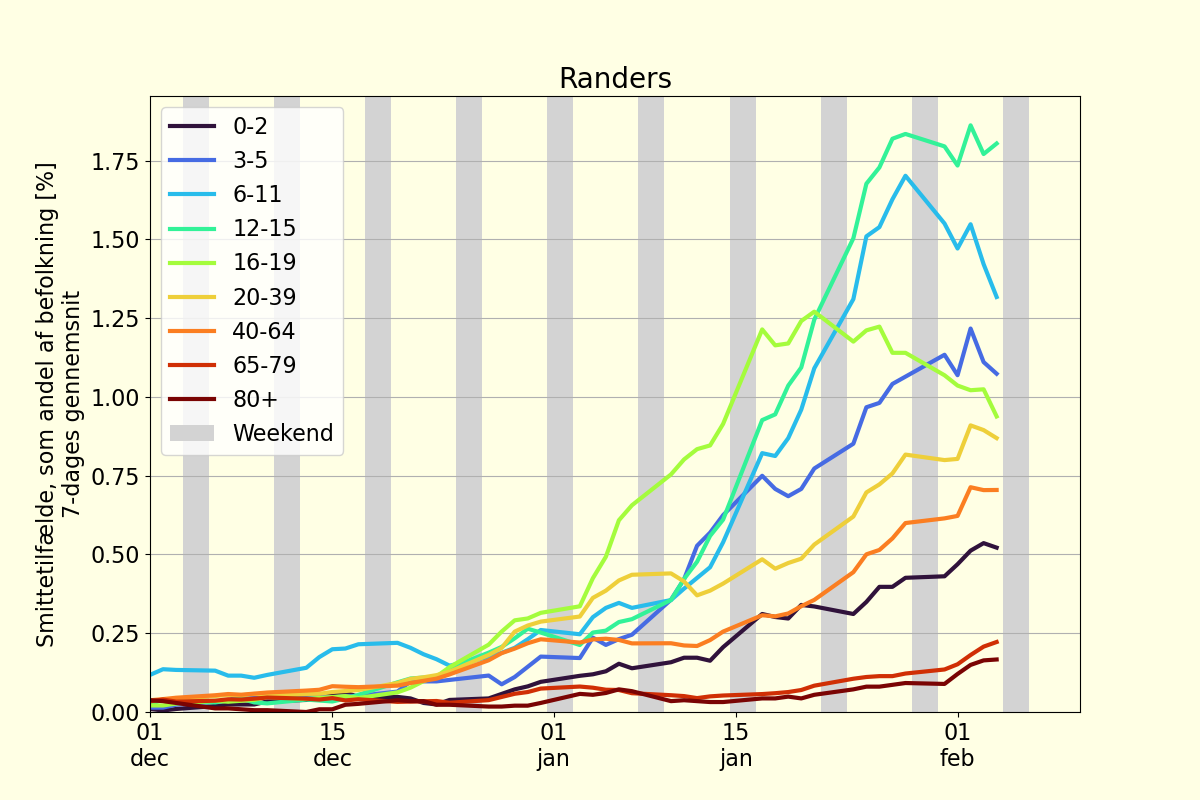 Randers
Smittetilfælde, som andel af befolkning [%]
7-dages gennemsnit
1.75
1.50
1.25
1.00
0.75
0.50
0.25
0.00
0-2
3-5
6-11
12-15
16-19
20-39
40-64
65-79
80+
Weekend
01 15 01 15 01
dec dec jan jan feb